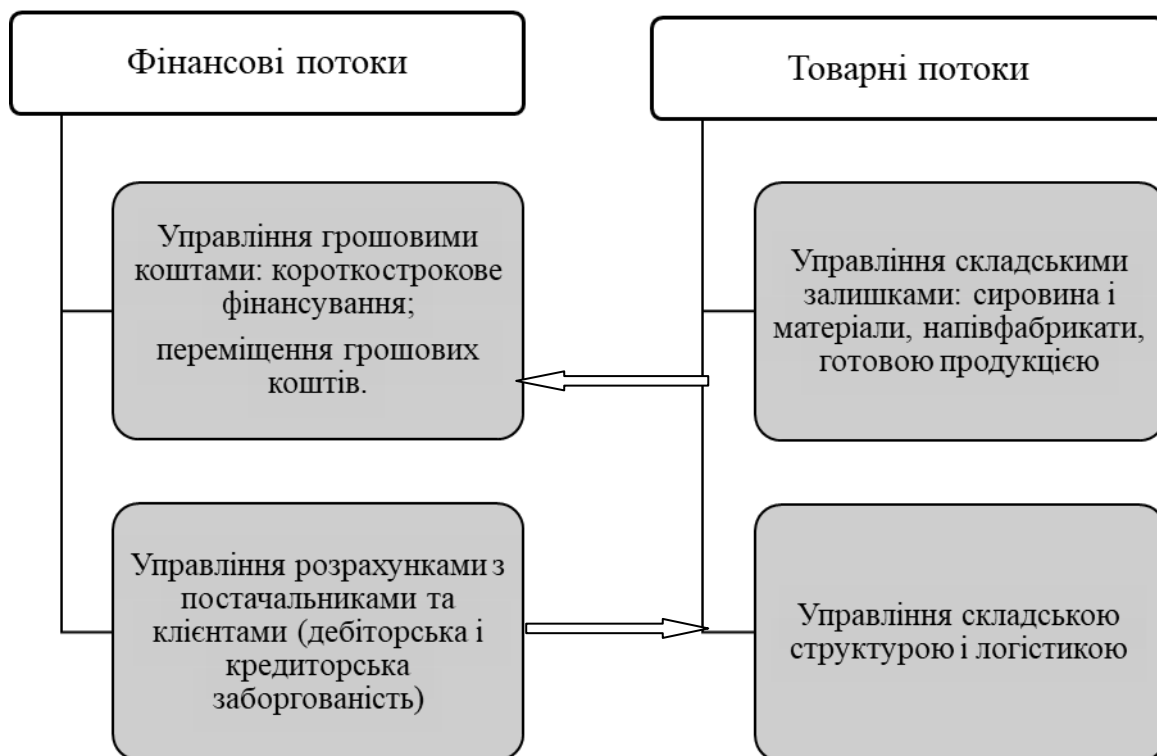 Фінансові потоки
Товарні потоки
Управління грошовими
коштами: короткострокове
фінансування;
переміщення грошових
коштів.
Управління складськими
залишками: сировина і
матеріали, напівфабрикати,
готовою продукцією
Управління розрахунками з
постачальниками та
клієнтами (дебіторська і
кредиторська
заборгованість)
Управління складською
структурою і логістикою